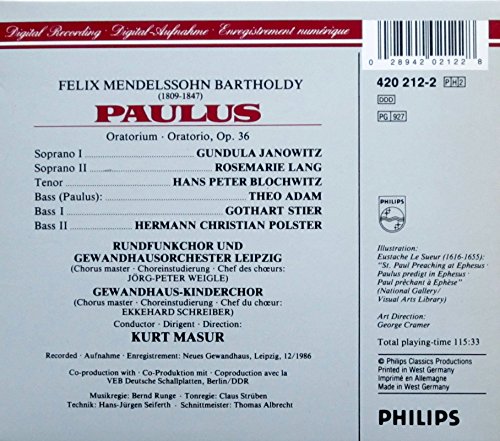 Digital Recording · Digital-Aufnahme · Enregistrement numérique
0 28942 02122 8
FELIX MENDELSSOHN BARTHOLDY
(1809-1847)
PAULUS
Oratorium · Oratorio, Op. 36
Soprano I GUNDULA JANOWITZ
Soprano II ROSEMARIE LANG
Tenor HANS PETER BLOCHWITZ
Bass (Paulus): THEO ADAM
Bass I GOTHART STIER
Bass II HERMANN CHRISTIAN POLSTER
RUNDFUNKCHOR UND
GEWANDHAUSORCHESTER LEIPZIG
(Chorus master · Choreinstudierung · Chef des chœurs:
JÖRG-PETER WEIGLE)
GEWANDHAUS-KINDERCHOR
(Chorus master · Choreinstudierung · Chef du chœur:
EKKEHARD SCHREIBER)
Conductor · Dirigent · Direction:
KURT MASUR
Recorded · Aufnahme · Enregistrement: Neues Gewandhaus, Leipzig, 12/1986
Co-production with · Co-Produktion mit · Coproduction avec la
VEB Deutsche Schallplatten, Berlin/DDR
Musikregie: Bernd Runge · Tonregie: Claus Strüben
Technik: Hans-Jürgen Seiferth · Schnittmeister: Thomas Albrecht
420 212-2 PH2
DDD
PG 927
PHILIPS
Illustration:
Eustache Le Sueur (1616-1655):
"St. Paul Preaching at Ephesus ·
Paulus predigt in Ephesus ·
Paul prêchant à Ephèse"
(National Gallery/
Visual Arts Library)
Art Direction:
George Cramer
Total playing-time 115:33
© Philips Classics Productions
Printed in West Germany
Imprimé en Allemagne
Made in West Germany
PHILIPS